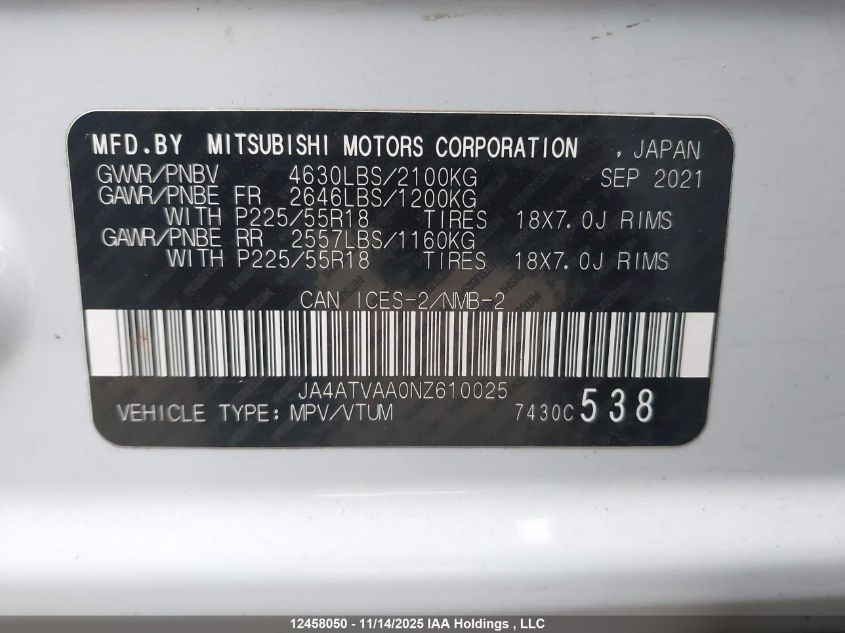 MFD.BY MITSUBISHI MOTORS CORPORATION , JAPAN
GVWR/PNBV 4630LBS/2100KG SEP 2021
GAWR/PNBE FR 2646LBS/1200KG
WITH P225/55R18 TIRES 18X7.0J RIMS
GAWR/PNBE RR 2557LBS/1160KG
WITH P225/55R18 TIRES 18X7.0J RIMS
CAN ICES-2/NMB-2
JA4ATVAA0NZ610025
VEHICLE TYPE: MPV/VTUM 7430C538
12458050 - 11/14/2025 IAA Holdings , LLC